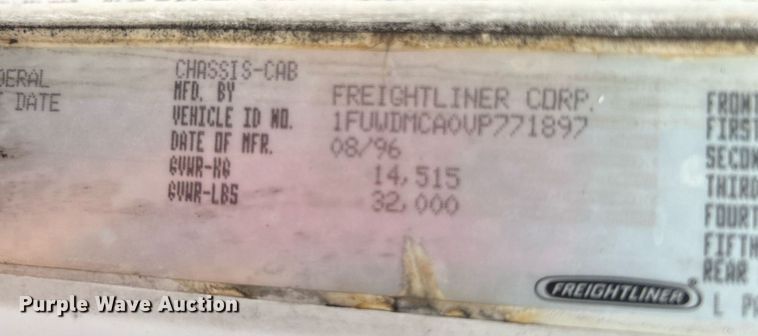 CHASSIS-CAB
MFD. BY FREIGHTLINER CORP.
VEHICLE ID NO. 1FUWDMCA0VP771897
DATE OF MFR. 08/96
GVWR-KG 14,515
GVWR-LBS 32,000
DERAL
DATE
FRONT
FIRST
SECON
THIRD
FOURT
FIFTH
REAR
FREIGHTLINER
L
Purple Wave Auction